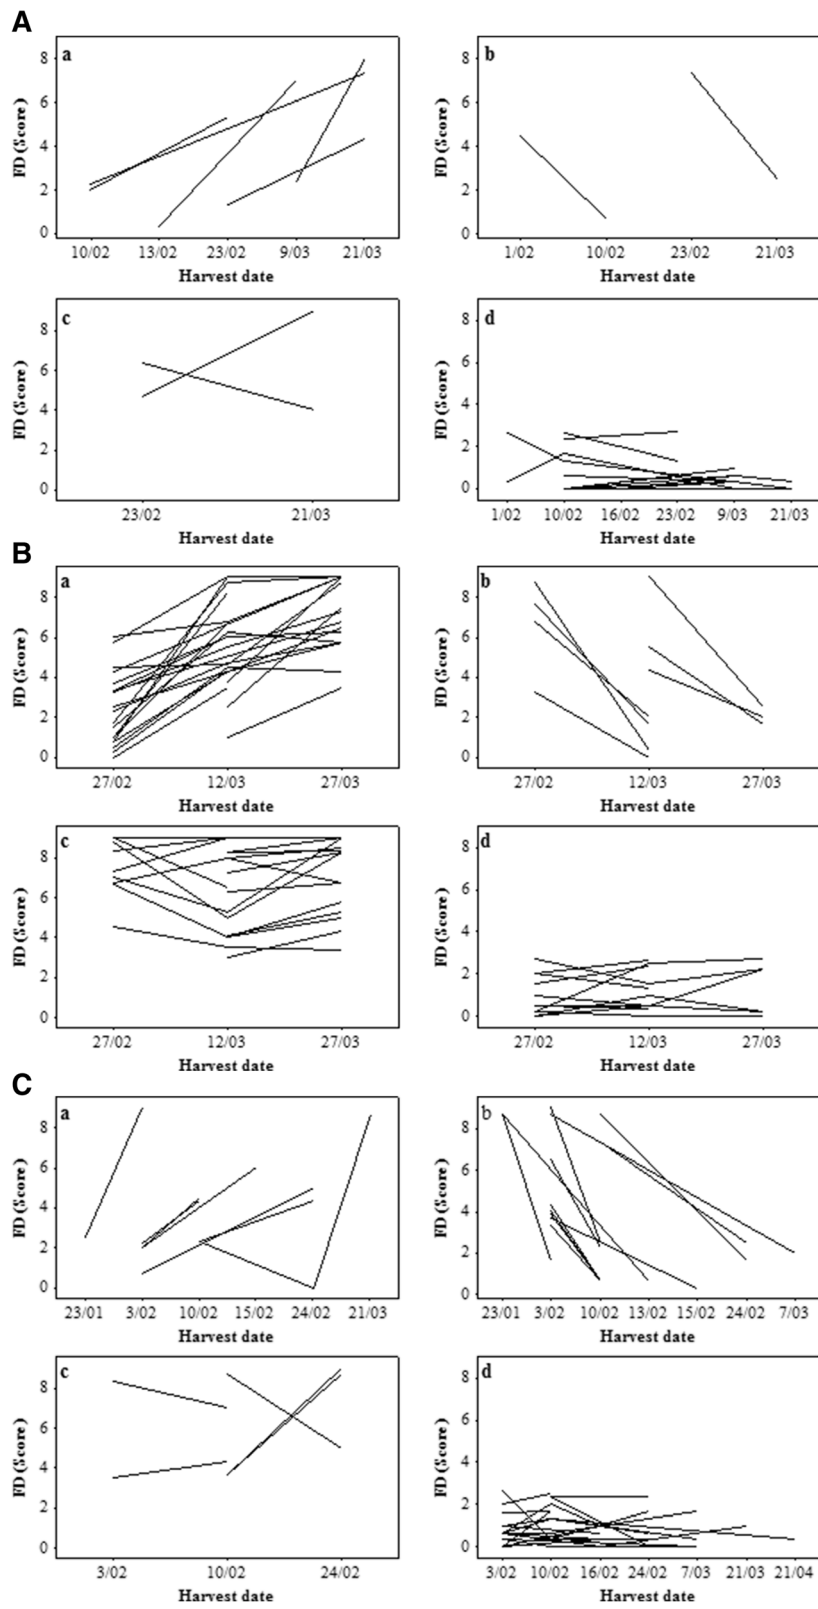 A
a
b
FD (Score)
8
6
4
2
0
10/02 13/02 23/02 9/03 21/03
Harvest date
FD (Score)
8
6
4
2
0
1/02 10/02 23/02 21/03
Harvest date
c
d
FD (Score)
8
6
4
2
0
23/02 21/03
Harvest date
FD (Score)
8
6
4
2
0
1/02 10/02 16/02 23/02 9/03 21/03
Harvest date
B
a
b
FD (Score)
8
6
4
2
0
27/02 12/03 27/03
Harvest date
FD (Score)
8
6
4
2
0
27/02 12/03 27/03
Harvest date
c
d
FD (Score)
8
6
4
2
0
27/02 12/03 27/03
Harvest date
FD (Score)
8
6
4
2
0
27/02 12/03 27/03
Harvest date
C
a
b
FD (Score)
8
6
4
2
0
23/01 3/02 10/02 15/02 24/02 21/03
Harvest date
FD (Score)
8
6
4
2
0
23/01 3/02 10/02 13/02 15/02 24/02 7/03
Harvest date
c
d
FD (Score)
8
6
4
2
0
3/02 10/02 24/02
Harvest date
FD (Score)
8
6
4
2
0
3/02 10/02 16/02 24/02 7/03 21/03 21/04
Harvest date